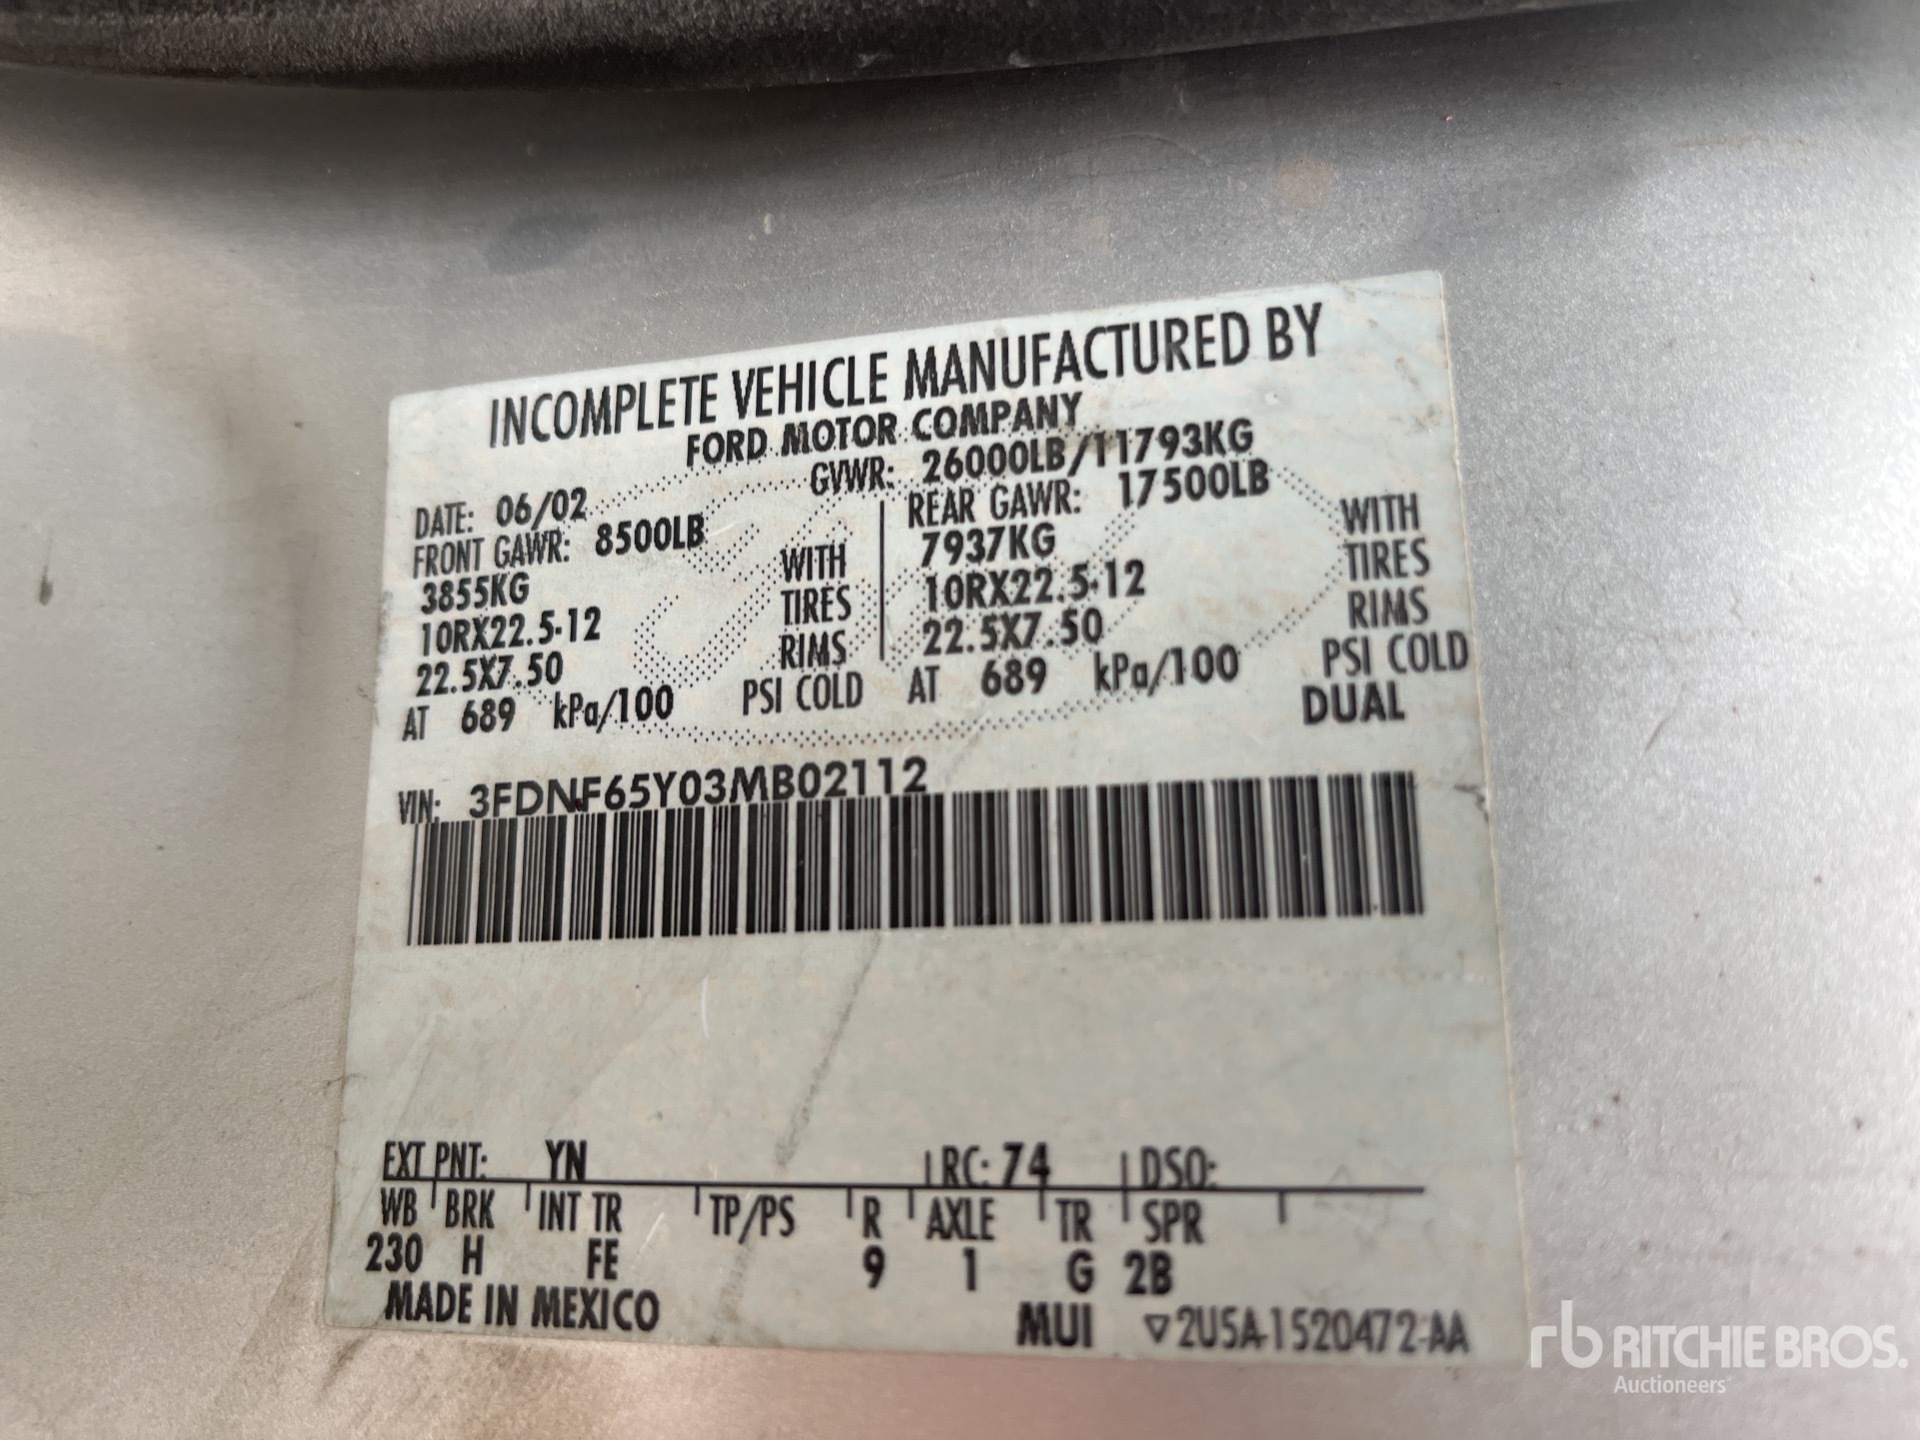 INCOMPLETE VEHICLE MANUFACTURED BY
FORD MOTOR COMPANY
DATE: 06/02 GVWR: 26000LB/11793KG
FRONT GAWR: 8500LB REAR GAWR: 17500LB
3855KG WITH 7937KG WITH
10RX22.5-12 TIRES 10RX22.5-12 TIRES
22.5X7.50 RIMS 22.5X7.50 RIMS
AT 689 kPa/100 PSI COLD AT 689 kPa/100 PSI COLD
DUAL
VIN: 3FDNF65Y03MB02112
EXT PNT: YN RC: 74 DSO:
WB BRK INT TR TP/PS R AXLE TR SPR
230 H FE 9 1 G 2B
MADE IN MEXICO MUI ▽2U5A-1520472-AA
rb RITCHIE BROS.
Auctioneers